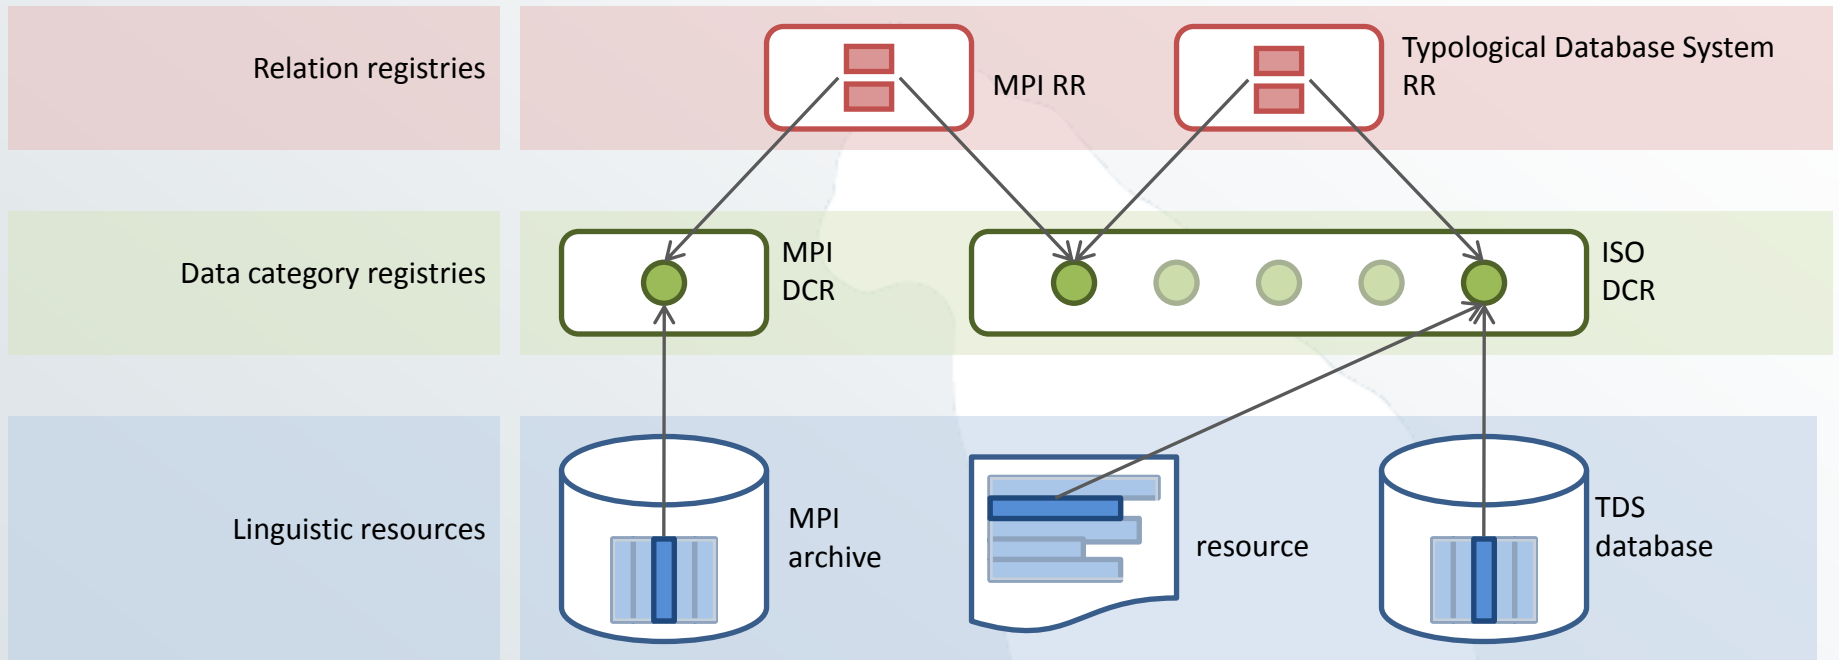 Relation registries
MPI RR
Typological Database System
RR
Data category registries
MPI
DCR
ISO
DCR
Linguistic resources
MPI
archive
resource
TDS
database